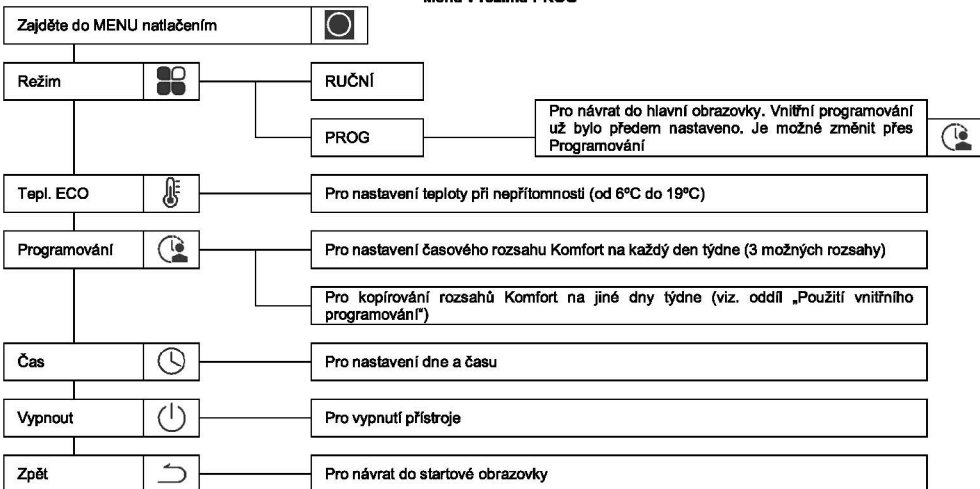 Zajděte do MENU natlačením
Režim
RUČNÍ
PROG
Pro návrat do hlavní obrazovky. Vnitřní programování
už bylo předem nastaveno. Je možné změnit přes
Programování
Tepl. ECO
Pro nastavení teploty při nepřítomnosti (od 6ºC do 19ºC)
Programování
Pro nastavení časového rozsahu Komfort na každý den týdne (3 možných rozsahy)
Pro kopírování rozsahů Komfort na jiné dny týdne (viz. oddíl „Použití vnitřního
programování“)
Čas
Pro nastavení dne a času
Vypnout
Pro vypnutí přístroje
Zpět
Pro návrat do startové obrazovky